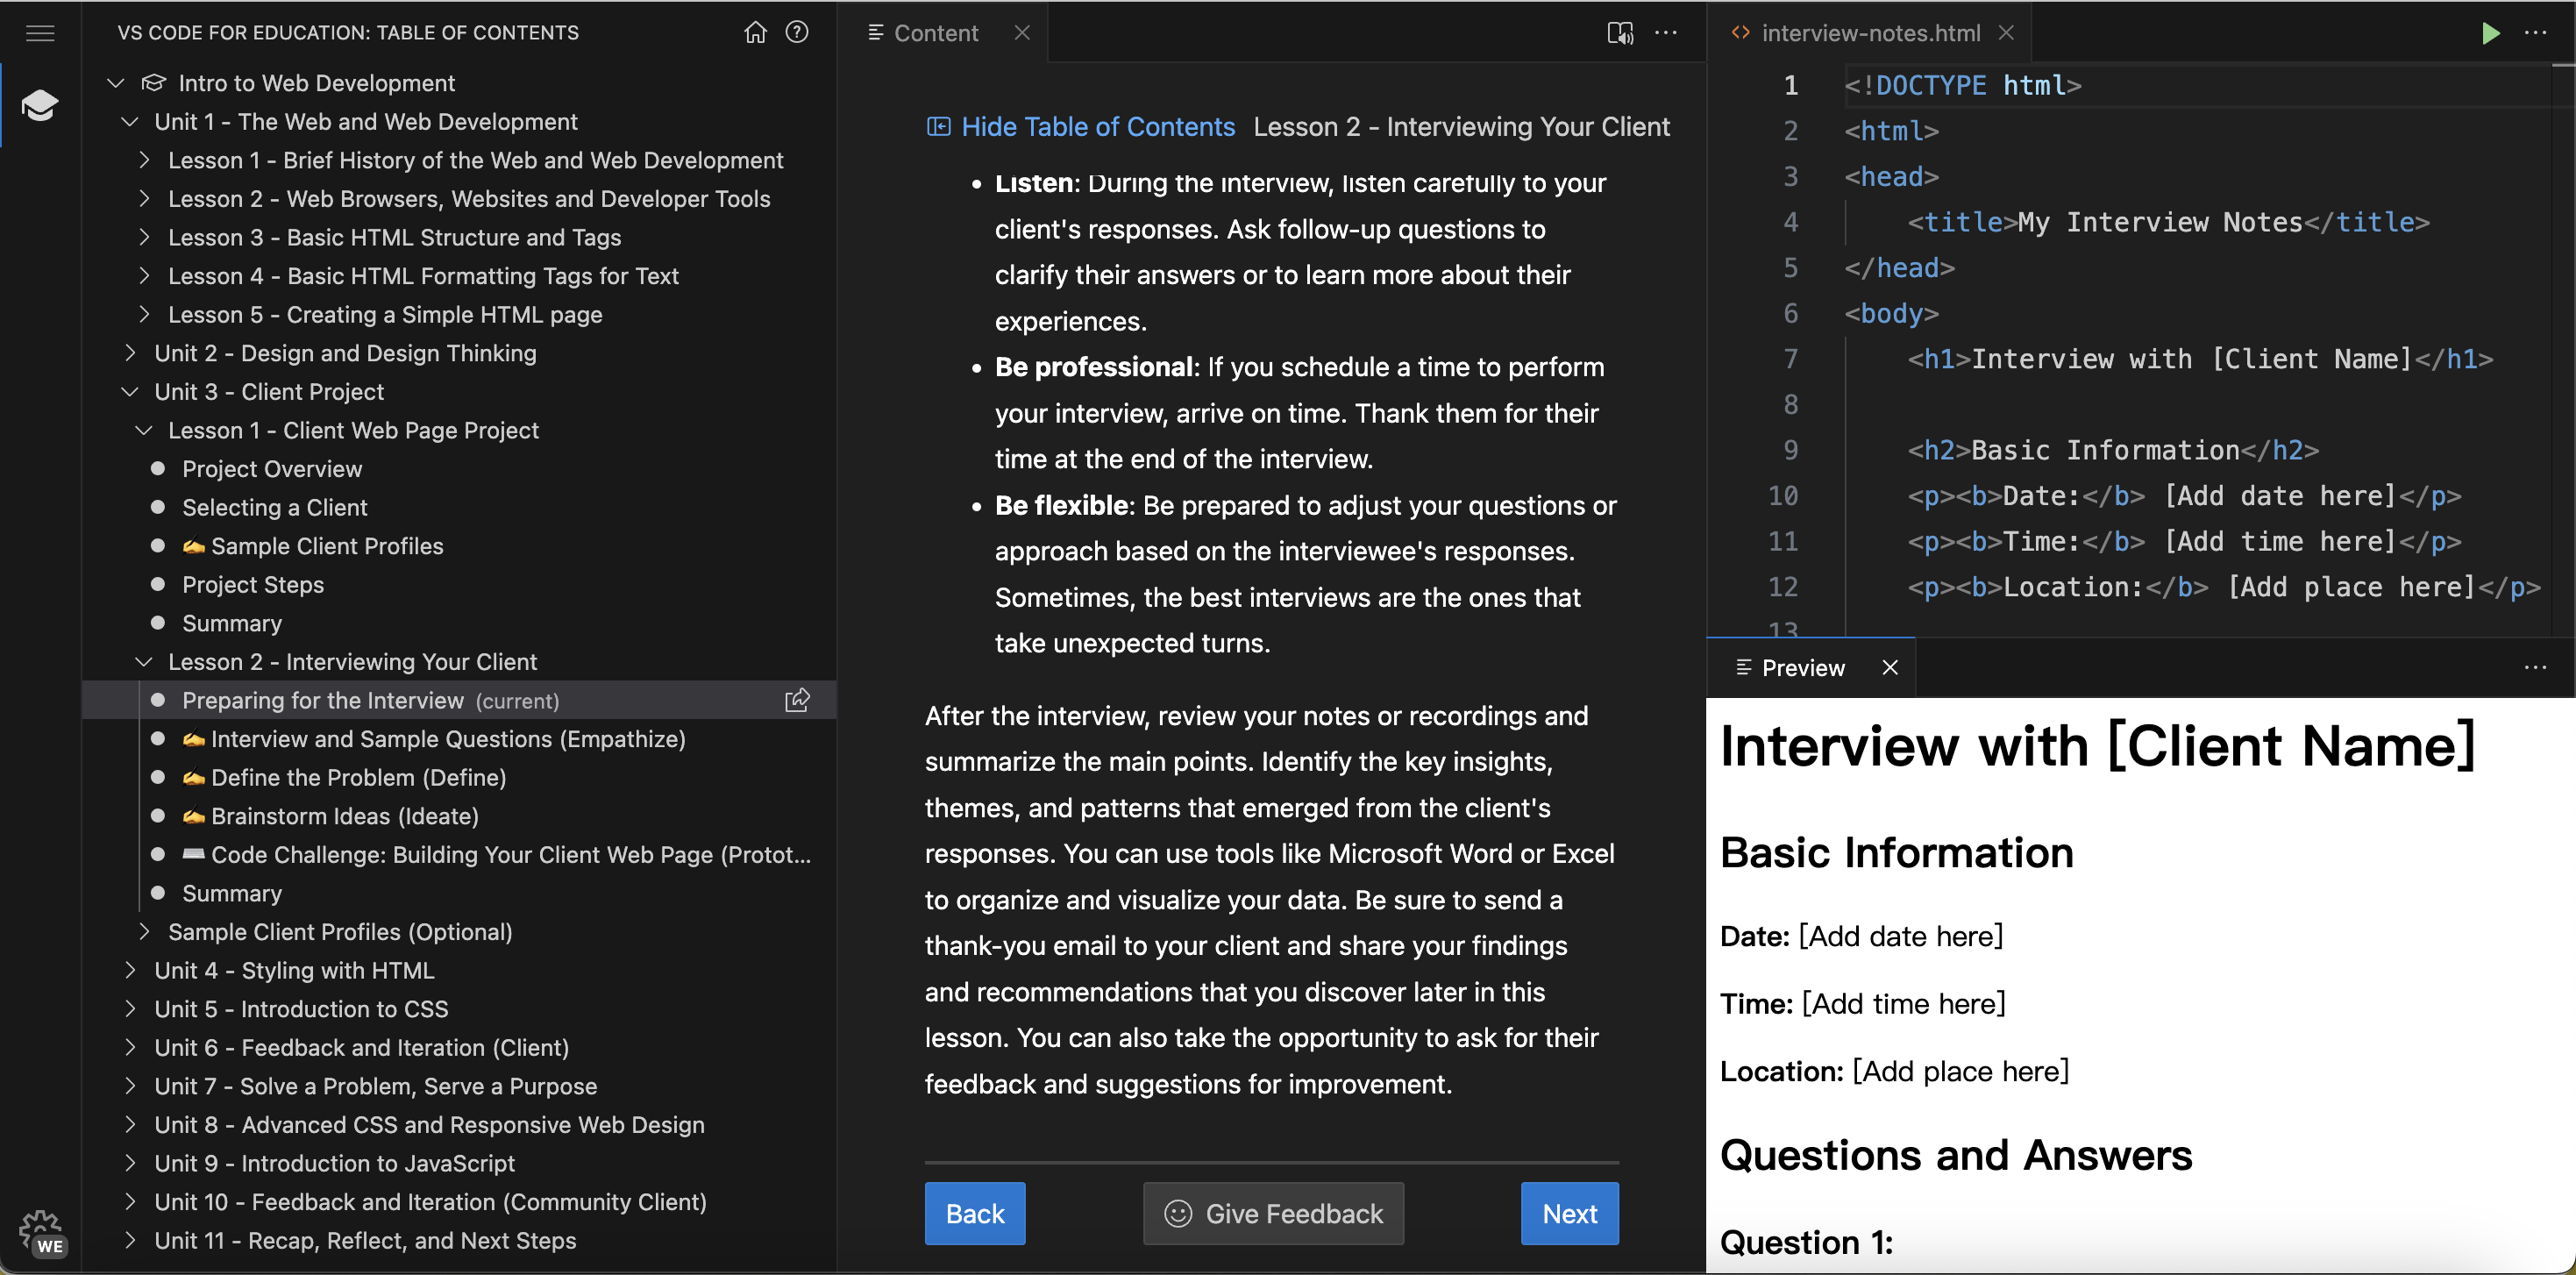 VS CODE FOR EDUCATION: TABLE OF CONTENTS
Intro to Web Development
Unit 1 - The Web and Web Development
Lesson 1 - Brief History of the Web and Web Development
Lesson 2 - Web Browsers, Websites and Developer Tools
Lesson 3 - Basic HTML Structure and Tags
Lesson 4 - Basic HTML Formatting Tags for Text
Lesson 5 - Creating a Simple HTML page
Unit 2 - Design and Design Thinking
Unit 3 - Client Project
Lesson 1 - Client Web Page Project
Project Overview
Selecting a Client
✍️ Sample Client Profiles
Project Steps
Summary
Lesson 2 - Interviewing Your Client
Preparing for the Interview (current)
✍️ Interview and Sample Questions (Empathize)
✍️ Define the Problem (Define)
✍️ Brainstorm Ideas (Ideate)
⌨️ Code Challenge: Building Your Client Web Page (Protot...
Summary
Sample Client Profiles (Optional)
Unit 4 - Styling with HTML
Unit 5 - Introduction to CSS
Unit 6 - Feedback and Iteration (Client)
Unit 7 - Solve a Problem, Serve a Purpose
Unit 8 - Advanced CSS and Responsive Web Design
Unit 9 - Introduction to JavaScript
Unit 10 - Feedback and Iteration (Community Client)
Unit 11 - Recap, Reflect, and Next Steps
WE
Content
Hide Table of Contents Lesson 2 - Interviewing Your Client
• Listen: During the interview, listen carefully to your
client's responses. Ask follow-up questions to
clarify their answers or to learn more about their
experiences.
• Be professional: If you schedule a time to perform
your interview, arrive on time. Thank them for their
time at the end of the interview.
• Be flexible: Be prepared to adjust your questions or
approach based on the interviewee's responses.
Sometimes, the best interviews are the ones that
take unexpected turns.
After the interview, review your notes or recordings and
summarize the main points. Identify the key insights,
themes, and patterns that emerged from the client's
responses. You can use tools like Microsoft Word or Excel
to organize and visualize your data. Be sure to send a
thank-you email to your client and share your findings
and recommendations that you discover later in this
lesson. You can also take the opportunity to ask for their
feedback and suggestions for improvement.
Back
Give Feedback
Next
interview-notes.html
1 <!DOCTYPE html>
2 <html>
3 <head>
4 <title>My Interview Notes</title>
5 </head>
6 <body>
7 <h1>Interview with [Client Name]</h1>
8
9 <h2>Basic Information</h2>
10 <p><b>Date:</b> [Add date here]</p>
11 <p><b>Time:</b> [Add time here]</p>
12 <p><b>Location:</b> [Add place here]</p>
13
Preview
Interview with [Client Name]
Basic Information
Date: [Add date here]
Time: [Add time here]
Location: [Add place here]
Questions and Answers
Question 1: